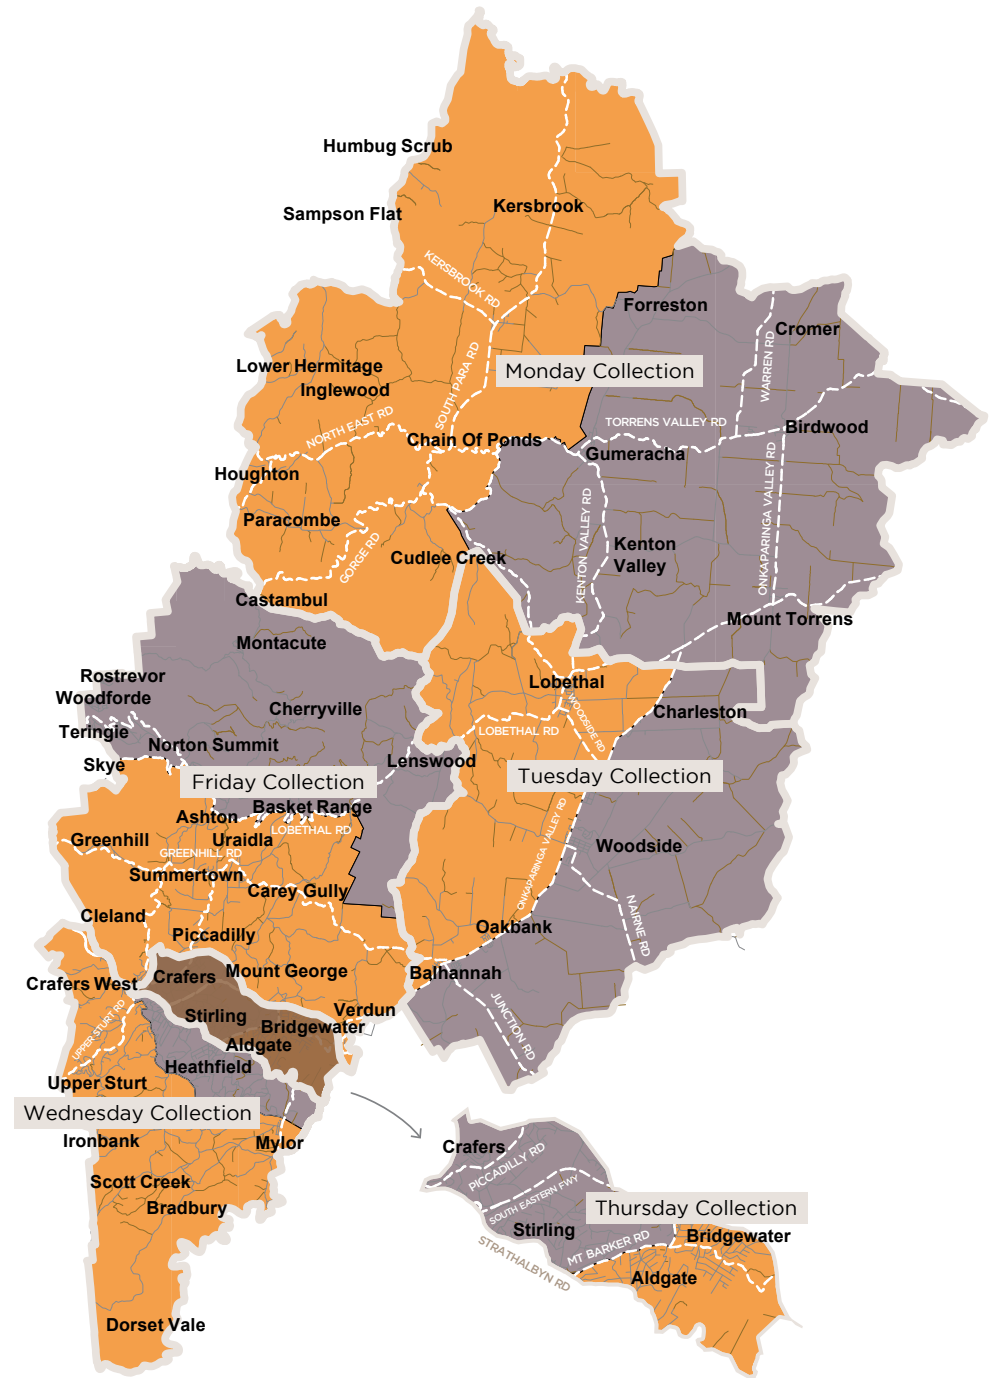 Humbug Scrub
Sampson Flat
Kersbrook
KERSBROOK RD
Forreston
Cromer
WARREN RD
Lower Hermitage
Inglewood
SOUTH PARA RD
Monday Collection
NORTH EAST RD
TORRENS VALLEY RD
Birdwood
Chain Of Ponds
Gumeracha
Houghton
ONKAPARINGA VALLEY RD
Paracombe
KENTON VALLEY RD
GORGE RD
Cudlee Creek
Kenton
Valley
Castambul
Mount Torrens
Montacute
Rostrevor
Lobethal
Woodforde
Cherryville
WOODSIDE RD
Charleston
Teringie
LOBETHAL RD
Norton Summit
Skye
Lenswood
Friday Collection
Tuesday Collection
Ashton
Basket Range
LOBETHAL RD
Greenhill
Uraidla
GREENHILL RD
Woodside
ONKAPARINGA VALLEY RD
Summertown
Carey Gully
Cleland
Piccadilly
Oakbank
NAIRNE RD
Crafers West
Crafers
Mount George
Balhannah
Verdun
JUNCTION RD
Stirling
Bridgewater
UPPER STURT RD
Aldgate
Heathfield
Upper Sturt
Wednesday Collection
Ironbank
Mylor
Crafers
PICCADILLY RD
Scott Creek
SOUTH EASTERN FWY
Bradbury
Thursday Collection
Stirling
Bridgewater
MT BARKER RD
STRATHALBYN RD
Aldgate
Dorset Vale